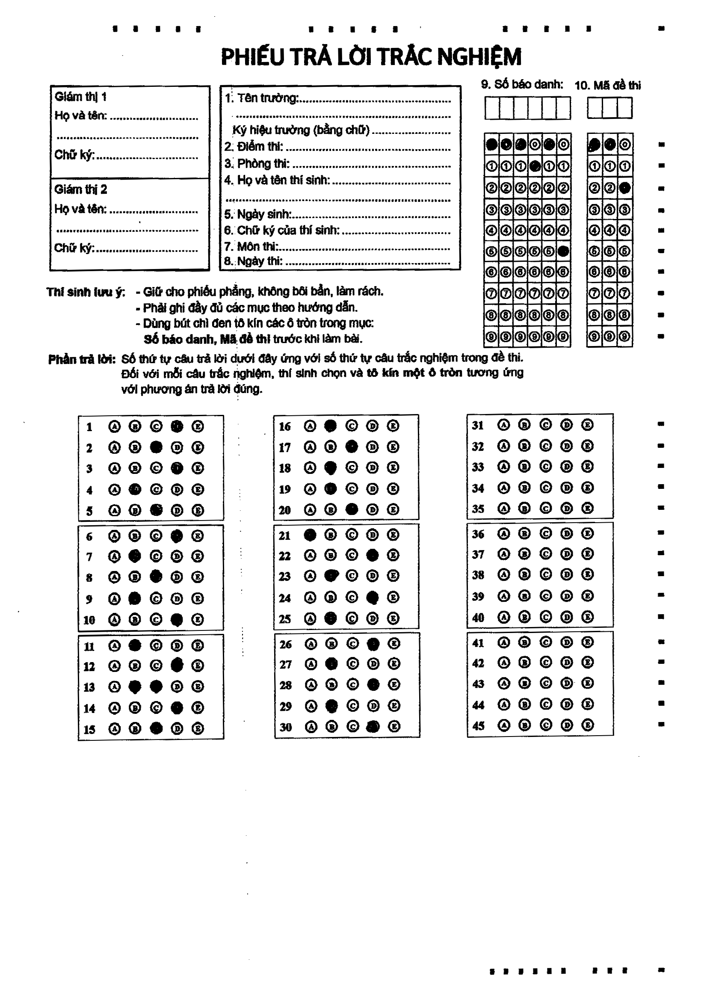 PHIẾU TRẢ LỜI TRẮC NGHIỆM
Giám thị 1
Họ và tên:
Chữ ký:
Giám thị 2
Họ và tên:
Chữ ký:
1. Tên trường:
Ký hiệu trường (bằng chữ)
2. Điểm thi:
3. Phòng thi:
4. Họ và tên thí sinh:
5. Ngày sinh:
6. Chữ ký của thí sinh:
7. Môn thi:
8. Ngày thi:
9. Số báo danh: 10. Mã đề thi
0 0 0
1 1 1 1 1 1 1 1
2 2 2 2 2 2 2 2
3 3 3 3 3 3 3 3 3
4 4 4 4 4 4 4 4 4
5 5 5 5 5 5 5 5
6 6 6 6 6 6 6 6 6
7 7 7 7 7 7 7 7 7
8 8 8 8 8 8 8 8 8
9 9 9 9 9 9 9 9 9
Thí sinh lưu ý: - Giữ cho phiếu phẳng, không bôi bẩn, làm rách.
- Phải ghi đầy đủ các mục theo hướng dẫn.
- Dùng bút chì đen tô kín các ô tròn trong mục:
Số báo danh, Mã đề thi trước khi làm bài.
Phần trả lời: Số thứ tự câu trả lời dưới đây ứng với số thứ tự câu trắc nghiệm trong đề thi.
Đối với mỗi câu trắc nghiệm, thí sinh chọn và tô kín một ô tròn tương ứng
với phương án trả lời đúng.
1 A B C E
2 A B D E
3 A B C E
4 A C D E
5 A B D E
6 A B C E
7 A C D E
8 A B D E
9 A C D E
10 A B C E
11 A C D E
12 A B C E
13 A D E
14 A B C E
15 A B D E
16 A C D E
17 A B D E
18 A C D E
19 A C D E
20 A B D E
21 B C D E
22 A B C E
23 A C D E
24 A B C E
25 A C D E
26 A B C E
27 A C D E
28 A B C E
29 A C D E
30 A B C E
31 A B C D E
32 A B C D E
33 A B C D E
34 A B C D E
35 A B C D E
36 A B C D E
37 A B C D E
38 A B C D E
39 A B C D E
40 A B C D E
41 A B C D E
42 A B C D E
43 A B C D E
44 A B C D E
45 A B C D E